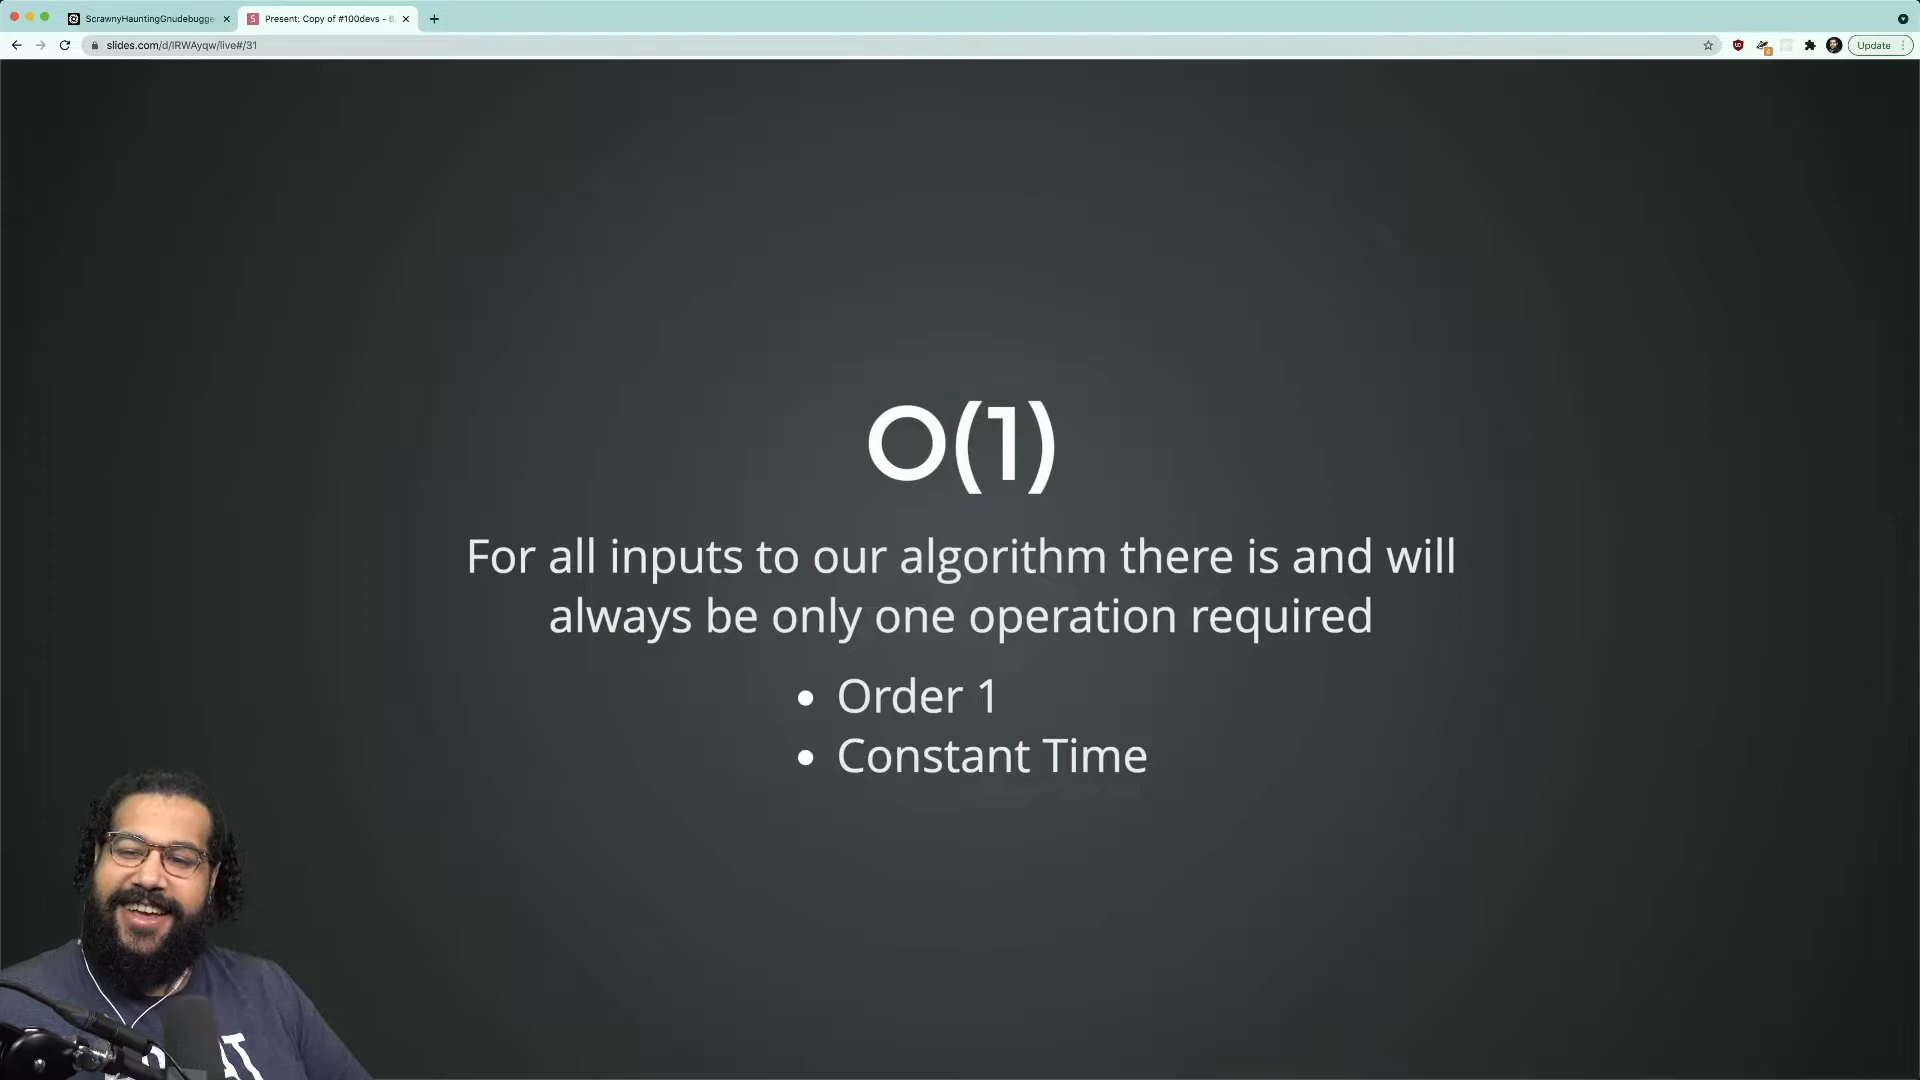 ScrawnyHauntingGnudebugge
Present: Copy of #100devs -
slides.com/d/IRWAyqw/live#/31
Update
O(1)
For all inputs to our algorithm there is and will
always be only one operation required
• Order 1
• Constant Time